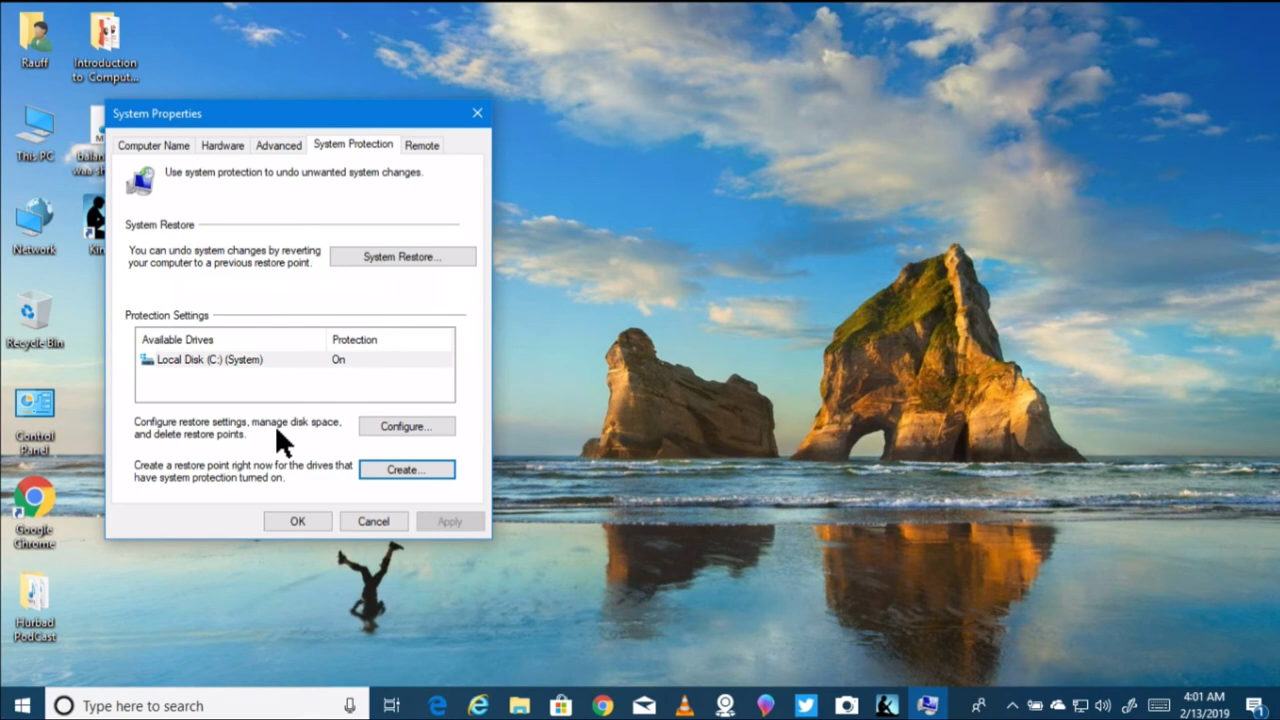 Rauff
Introduction
to Comput...
System Properties
Computer Name
Hardware
Advanced
System Protection
Remote
Use system protection to undo unwanted system changes.
System Restore
You can undo system changes by reverting
your computer to a previous restore point.
System Restore...
Protection Settings
Available Drives
Protection
Local Disk (C:) (System)
On
Configure restore settings, manage disk space,
and delete restore points.
Configure...
Create a restore point right now for the drives that
have system protection turned on.
Create...
OK
Cancel
Apply
This PC
Network
Recycle Bin
Control
Panel
Google
Chrome
Hurbad
PodCast
Type here to search
4:01 AM
2/13/2019
1